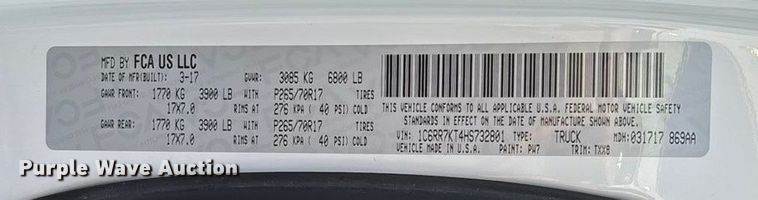 MFD BY FCA US LLC
DATE OF MFR(BUILT): 3-17 GVWR: 3085 KG 6800 LB
GAWR FRONT: 1770 KG 3900 LB WITH P265/70R17 TIRES
17X7.0 RIMS AT 276 KPA ( 40 PSI) COLD
GAWR REAR: 1770 KG 3900 LB WITH P265/70R17 TIRES
17X7.0 RIMS AT 276 KPA ( 40 PSI) COLD
THIS VEHICLE CONFORMS TO ALL APPLICABLE U.S.A. FEDERAL MOTOR VEHICLE SAFETY
STANDARDS IN EFFECT ON THE DATE OF MANUFACTURE SHOWN ABOVE.
VIN: 1C6RR7KT4HS732801 TYPE: TRUCK MDH: 031717 869AA
VEHICLE MADE IN U.S.A. PAINT: PW7 TRIM: TXX8
Purple Wave Auction